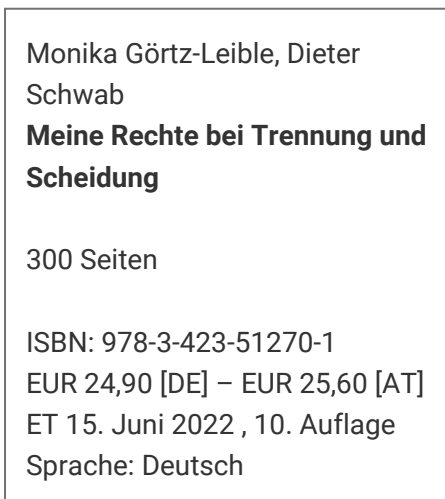 Monika Görtz-Leible, Dieter
Schwab
Meine Rechte bei Trennung und
Scheidung
300 Seiten
ISBN: 978-3-423-51270-1
EUR 24,90 [DE] – EUR 25,60 [AT]
ET 15. Juni 2022 , 10. Auflage
Sprache: Deutsch